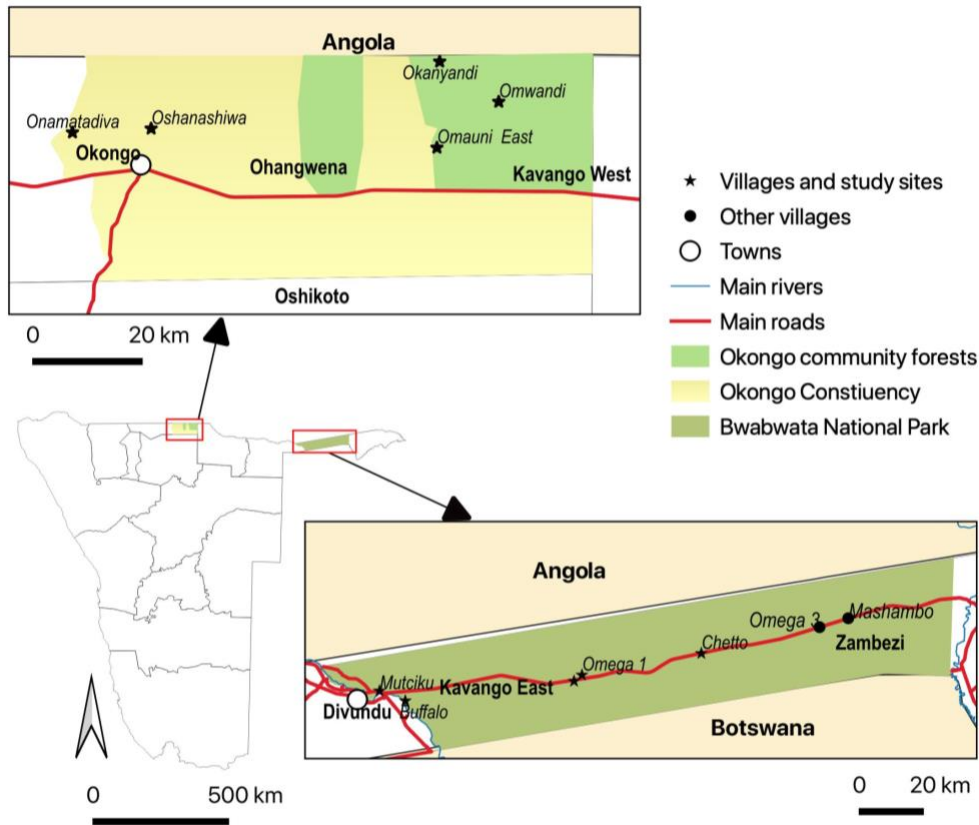 Angola
Okanyandi
Omwandi
Onamatadiva
Oshanashiwa
Omauni East
Okongo
Ohangwena
Kavango West
Oshikoto
0 20 km
Villages and study sites
Other villages
Towns
Main rivers
Main roads
Okongo community forests
Okongo Constiuency
Bwabwata National Park
Angola
Omega 3
Mashambo
Chetto
Zambezi
Omega 1
Mutciku
Kavango East
Divundu
Buffalo
Botswana
0 500 km
0 20 km